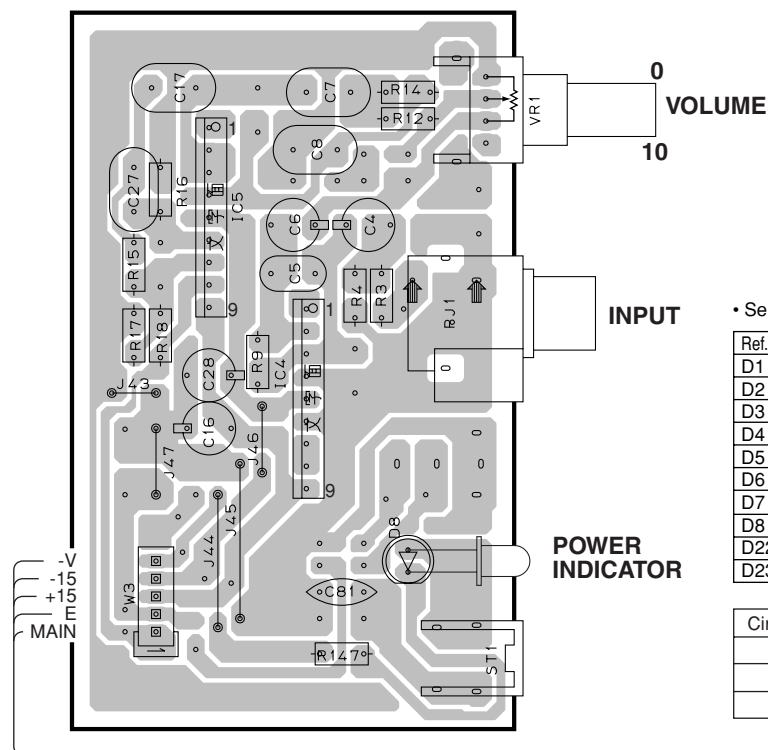 0
VOLUME
10
VR1
C17
C7
R14
R12
C8
1
IC5
9
C27
R16
C6
C4
R15
C5
R4
R3
RJ1
INPUT
R17
R18
R9
IC4
1
9
J43
C28
C16
J47
J46
J44
J45
D8
POWER
INDICATOR
-V
-15
+15
E
MAIN
W3
1
C81
R147
ST1
• Se
Ref.
D1
D2
D3
D4
D5
D6
D7
D8
D22
D23
Cir